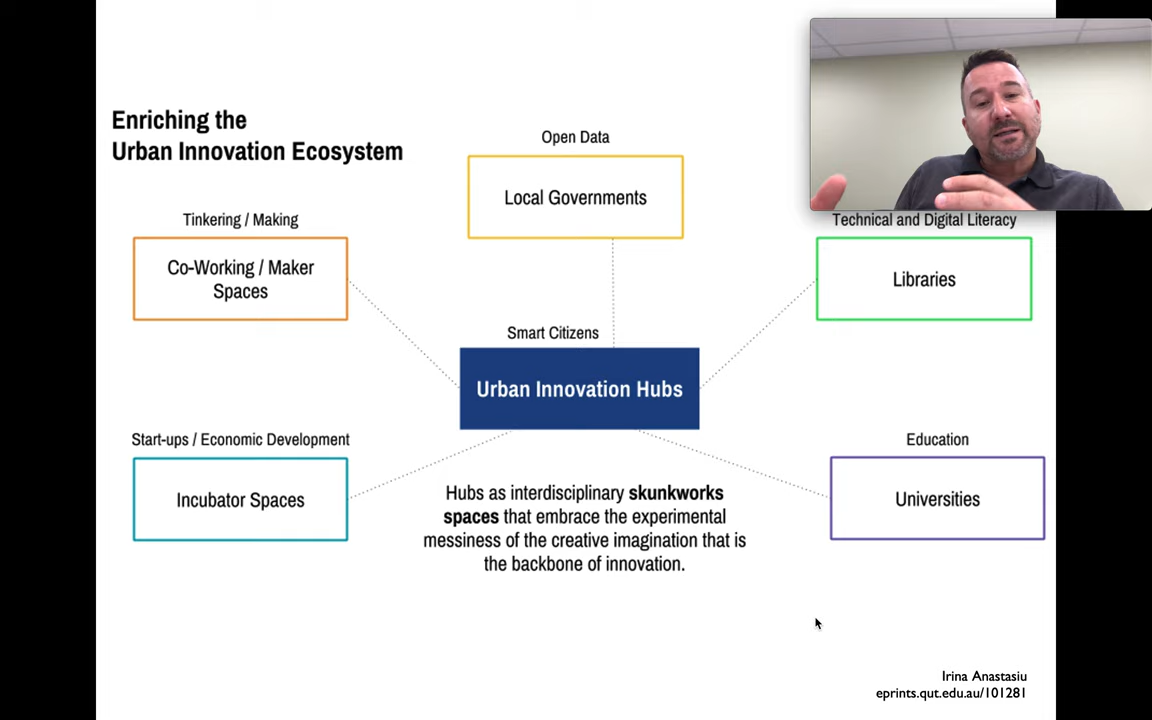 Enriching the
Urban Innovation Ecosystem
Open Data
Local Governments
Tinkering / Making
Co-Working / Maker
Spaces
Technical and Digital Literacy
Libraries
Smart Citizens
Urban Innovation Hubs
Start-ups / Economic Development
Incubator Spaces
Education
Universities
Hubs as interdisciplinary skunkworks
spaces that embrace the experimental
messiness of the creative imagination that is
the backbone of innovation.
Irina Anastasiu
eprints.qut.edu.au/101281